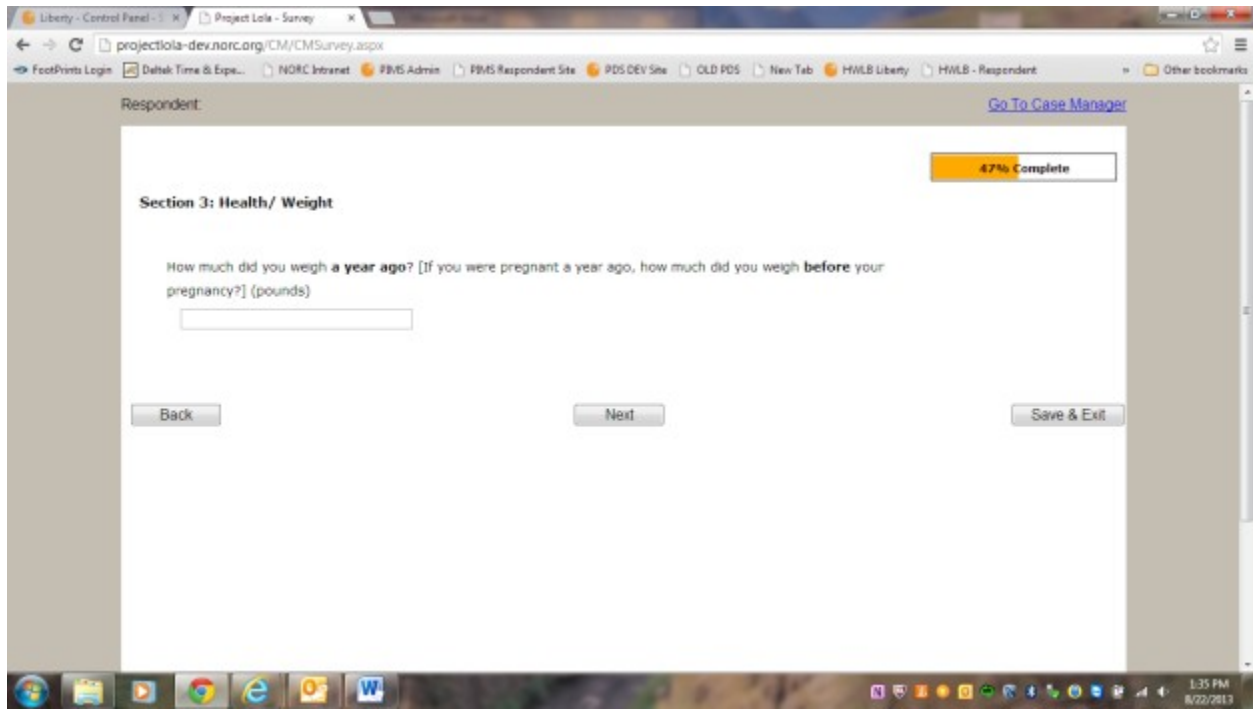 Liberty - Control Panel - S
Project Lola - Survey
projectlola-dev.norc.org/CM/CMSurvey.aspx
FootPrints Login
Deltek Time & Expe...
NORC Intranet
PIMS Admin
PIMS Respondent Site
PDS DEV Site
OLD PDS
New Tab
HWLB Liberty
HWLB - Respondent
»
Other bookmarks
Respondent:
Go To Case Manager
47% Complete
Section 3: Health/ Weight
How much did you weigh a year ago? [If you were pregnant a year ago, how much did you weigh before your
pregnancy?] (pounds)
Back
Next
Save & Exit
1:35 PM
8/22/2013